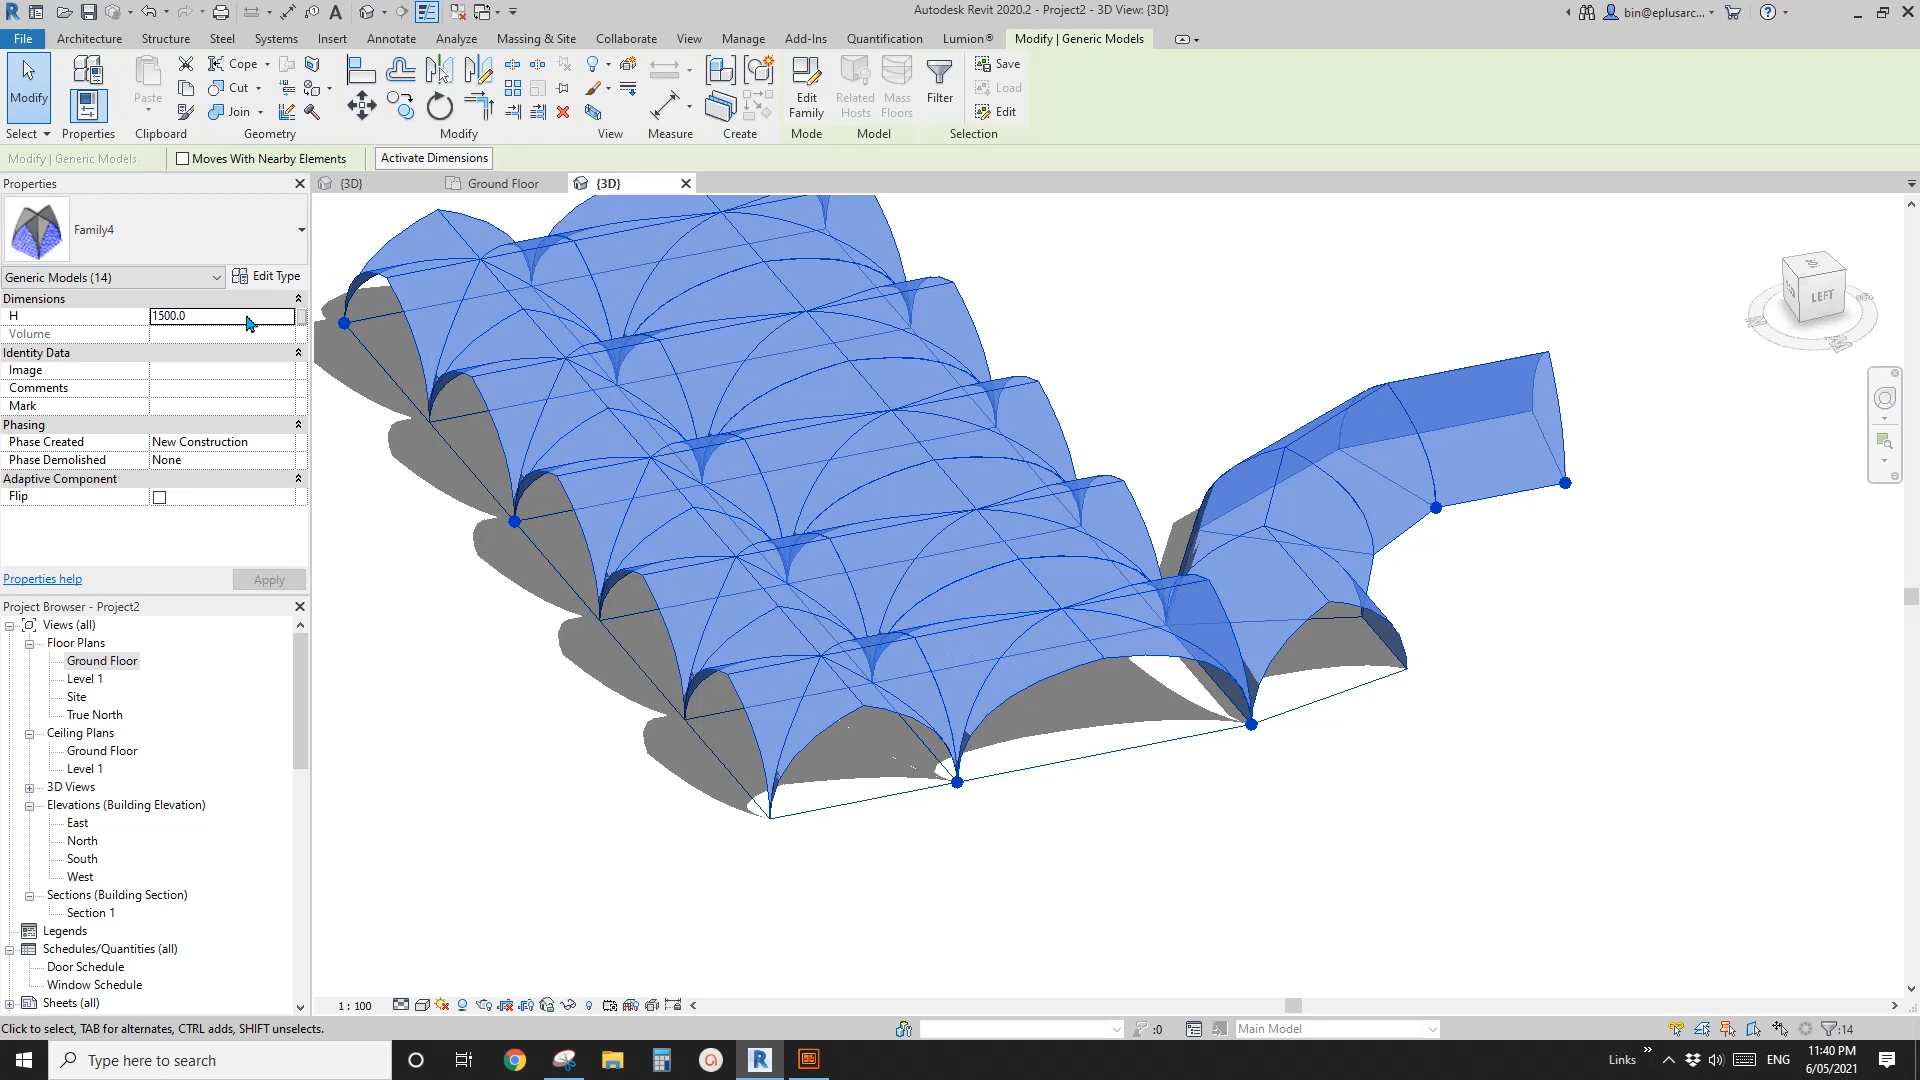 Autodesk Revit 2020.2 - Project2 - 3D View: {3D}
bin@eplusarc...
File Architecture Structure Steel Systems Insert Annotate Analyze Massing & Site Collaborate View Manage Add-Ins Quantification Lumion® Modify | Generic Models
Modify
Paste
Cope
Cut
Join
Edit Family
Related Hosts
Mass Floors
Filter
Save
Load
Edit
Select Properties Clipboard Geometry Modify View Measure Create Mode Model Selection
Modify | Generic Models Moves With Nearby Elements Activate Dimensions
Properties
{3D} Ground Floor {3D}
Family4
Generic Models (14) Edit Type
Dimensions
H 1500.0
Volume
Identity Data
Image
Comments
Mark
Phasing
Phase Created New Construction
Phase Demolished None
Adaptive Component
Flip
Properties help Apply
LEFT
Project Browser - Project2
Views (all)
Floor Plans
Ground Floor
Level 1
Site
True North
Ceiling Plans
Ground Floor
Level 1
3D Views
Elevations (Building Elevation)
East
North
South
West
Sections (Building Section)
Section 1
Legends
Schedules/Quantities (all)
Door Schedule
Window Schedule
Sheets (all)
1 : 100
Click to select, TAB for alternates, CTRL adds, SHIFT unselects.
:0
Main Model
:14
Type here to search
Links
ENG
11:40 PM
6/05/2021